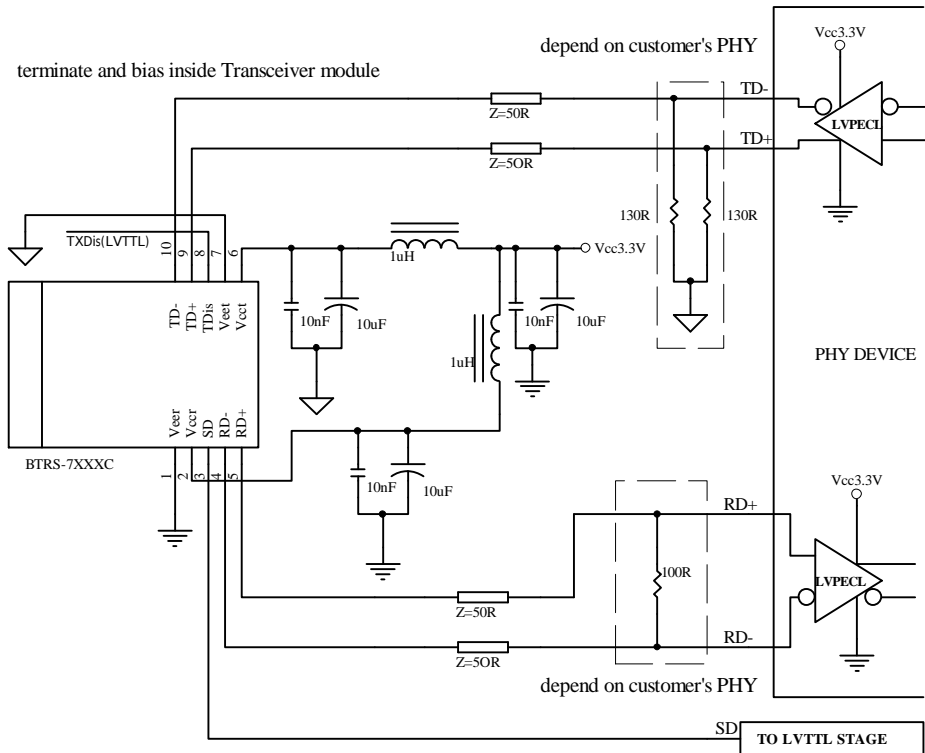 depend on customer's PHY
Vcc3.3V
terminate and bias inside Transceiver module
TD-
Z=50R
LVPECL
TD+
Z=5OR
130R
130R
TXDis(LVTTL)
10
9
8
7
6
1uH
Vcc3.3V
TD-
TD+
TDis
Veet
Vcct
10nF
10uF
10nF
10uF
1uH
PHY DEVICE
Veer
Vccr
SD
RD-
RD+
BTRS-7XXXC
1
2
3
4
5
10nF
10uF
Vcc3.3V
RD+
100R
LVPECL
Z=50R
RD-
Z=5OR
depend on customer's PHY
SD
TO LVTTL STAGE